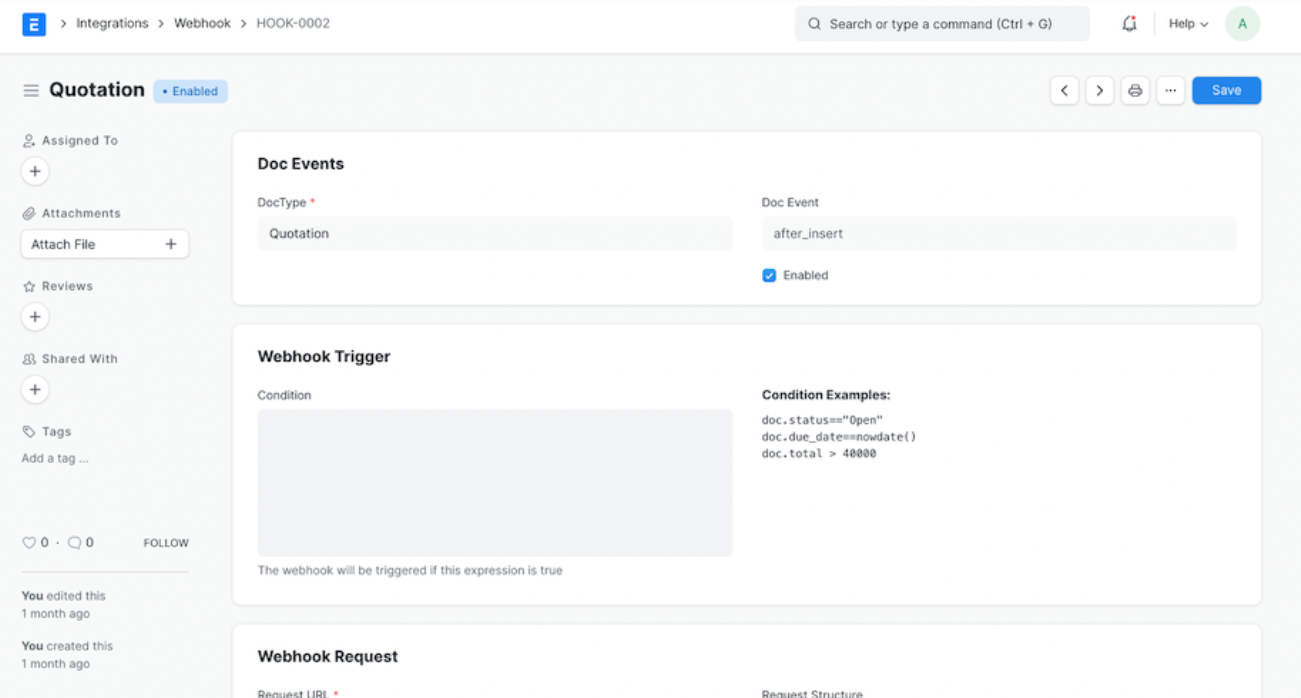 E > Integrations > Webhook > HOOK-0002
Search or type a command (Ctrl + G)
Help
A
Quotation
• Enabled
...
Save
Assigned To
+
Attachments
Attach File +
Reviews
+
Shared With
+
Tags
Add a tag ...
0 · 0 FOLLOW
You edited this
1 month ago
You created this
1 month ago
Doc Events
DocType *
Quotation
Doc Event
after_insert
Enabled
Webhook Trigger
Condition
The webhook will be triggered if this expression is true
Condition Examples:
doc.status=="Open"
doc.due_date==nowdate()
doc.total > 40000
Webhook Request
Request URL *
Request Structure